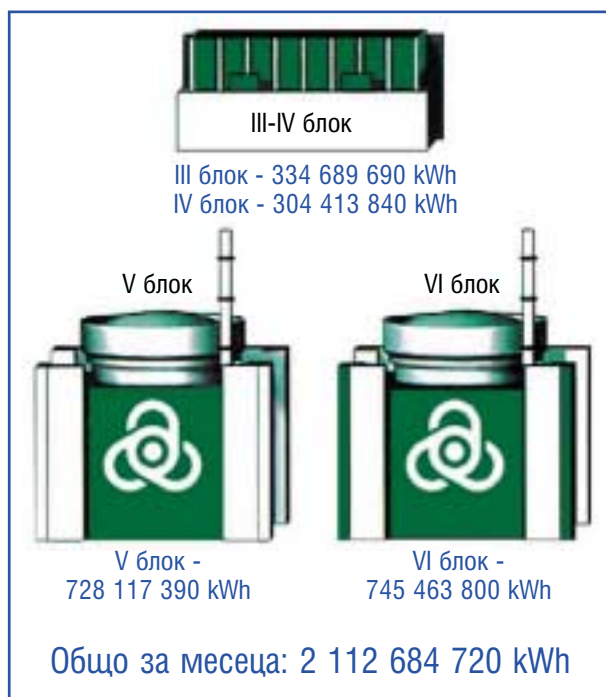 III-IV блок
III блок - 334 689 690 kWh
IV блок - 304 413 840 kWh
V блок
VI блок
V блок -
728 117 390 kWh
VI блок -
745 463 800 kWh
Общо за месеца: 2 112 684 720 kWh